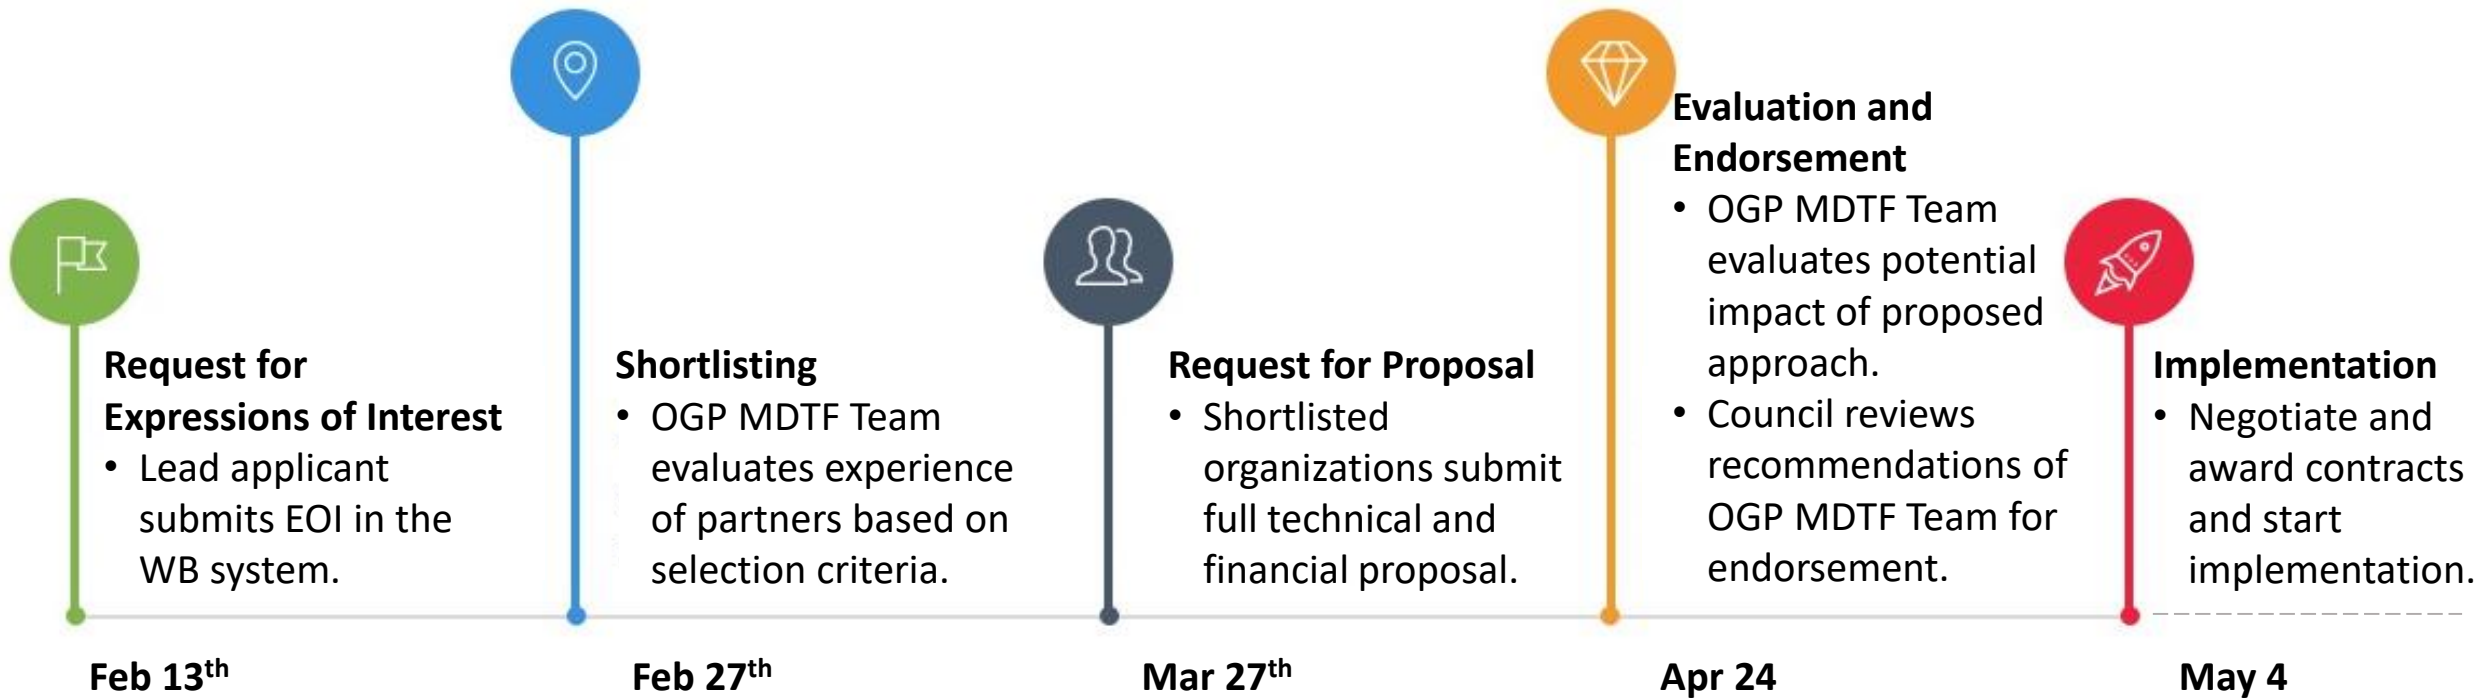 Request for
Expressions of Interest
• Lead applicant
submits EOI in the
WB system.
Feb 13th
Shortlisting
• OGP MDTF Team
evaluates experience
of partners based on
selection criteria.
Feb 27th
Request for Proposal
• Shortlisted
organizations submit
full technical and
financial proposal.
Mar 27th
Evaluation and
Endorsement
• OGP MDTF Team
evaluates potential
impact of proposed
approach.
• Council reviews
recommendations of
OGP MDTF Team for
endorsement.
Apr 24
Implementation
• Negotiate and
award contracts
and start
implementation.
May 4